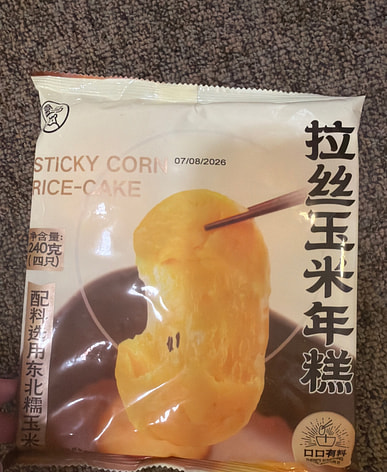 STICKY CORN
RICE-CAKE
07/08/2026
拉丝玉米年糕
净含量:
240克
(四只)
配料选用东北糯玉米
口口有料